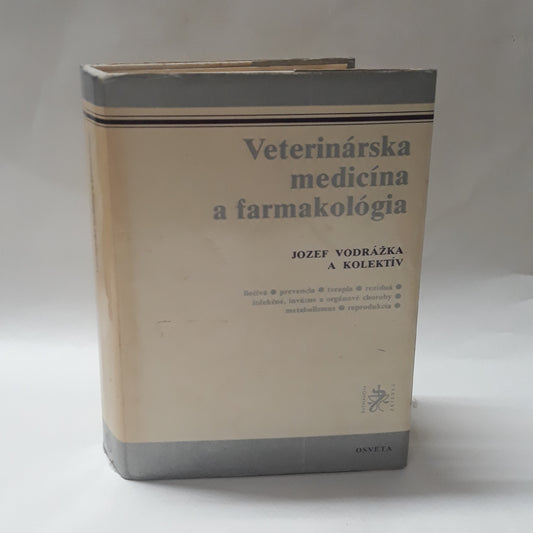 Veterinárska
medicína
a farmakológia
JOZEF VODRÁŽKA
A KOLEKTÍV
liečivá ● prevencia ● terapia ● rezíduá ●
infekčné, invázne a orgánové choroby ●
metabolizmus ● reprodukcia ●
OSVETA